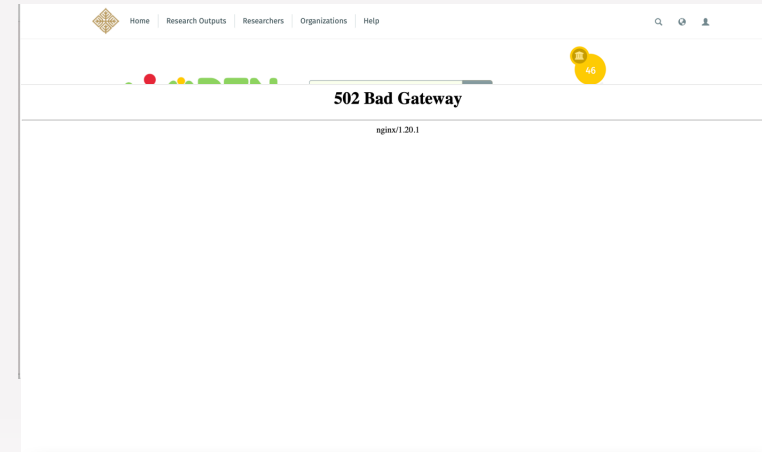 Home Research Outputs Researchers Organizations Help
46
502 Bad Gateway
nginx/1.20.1